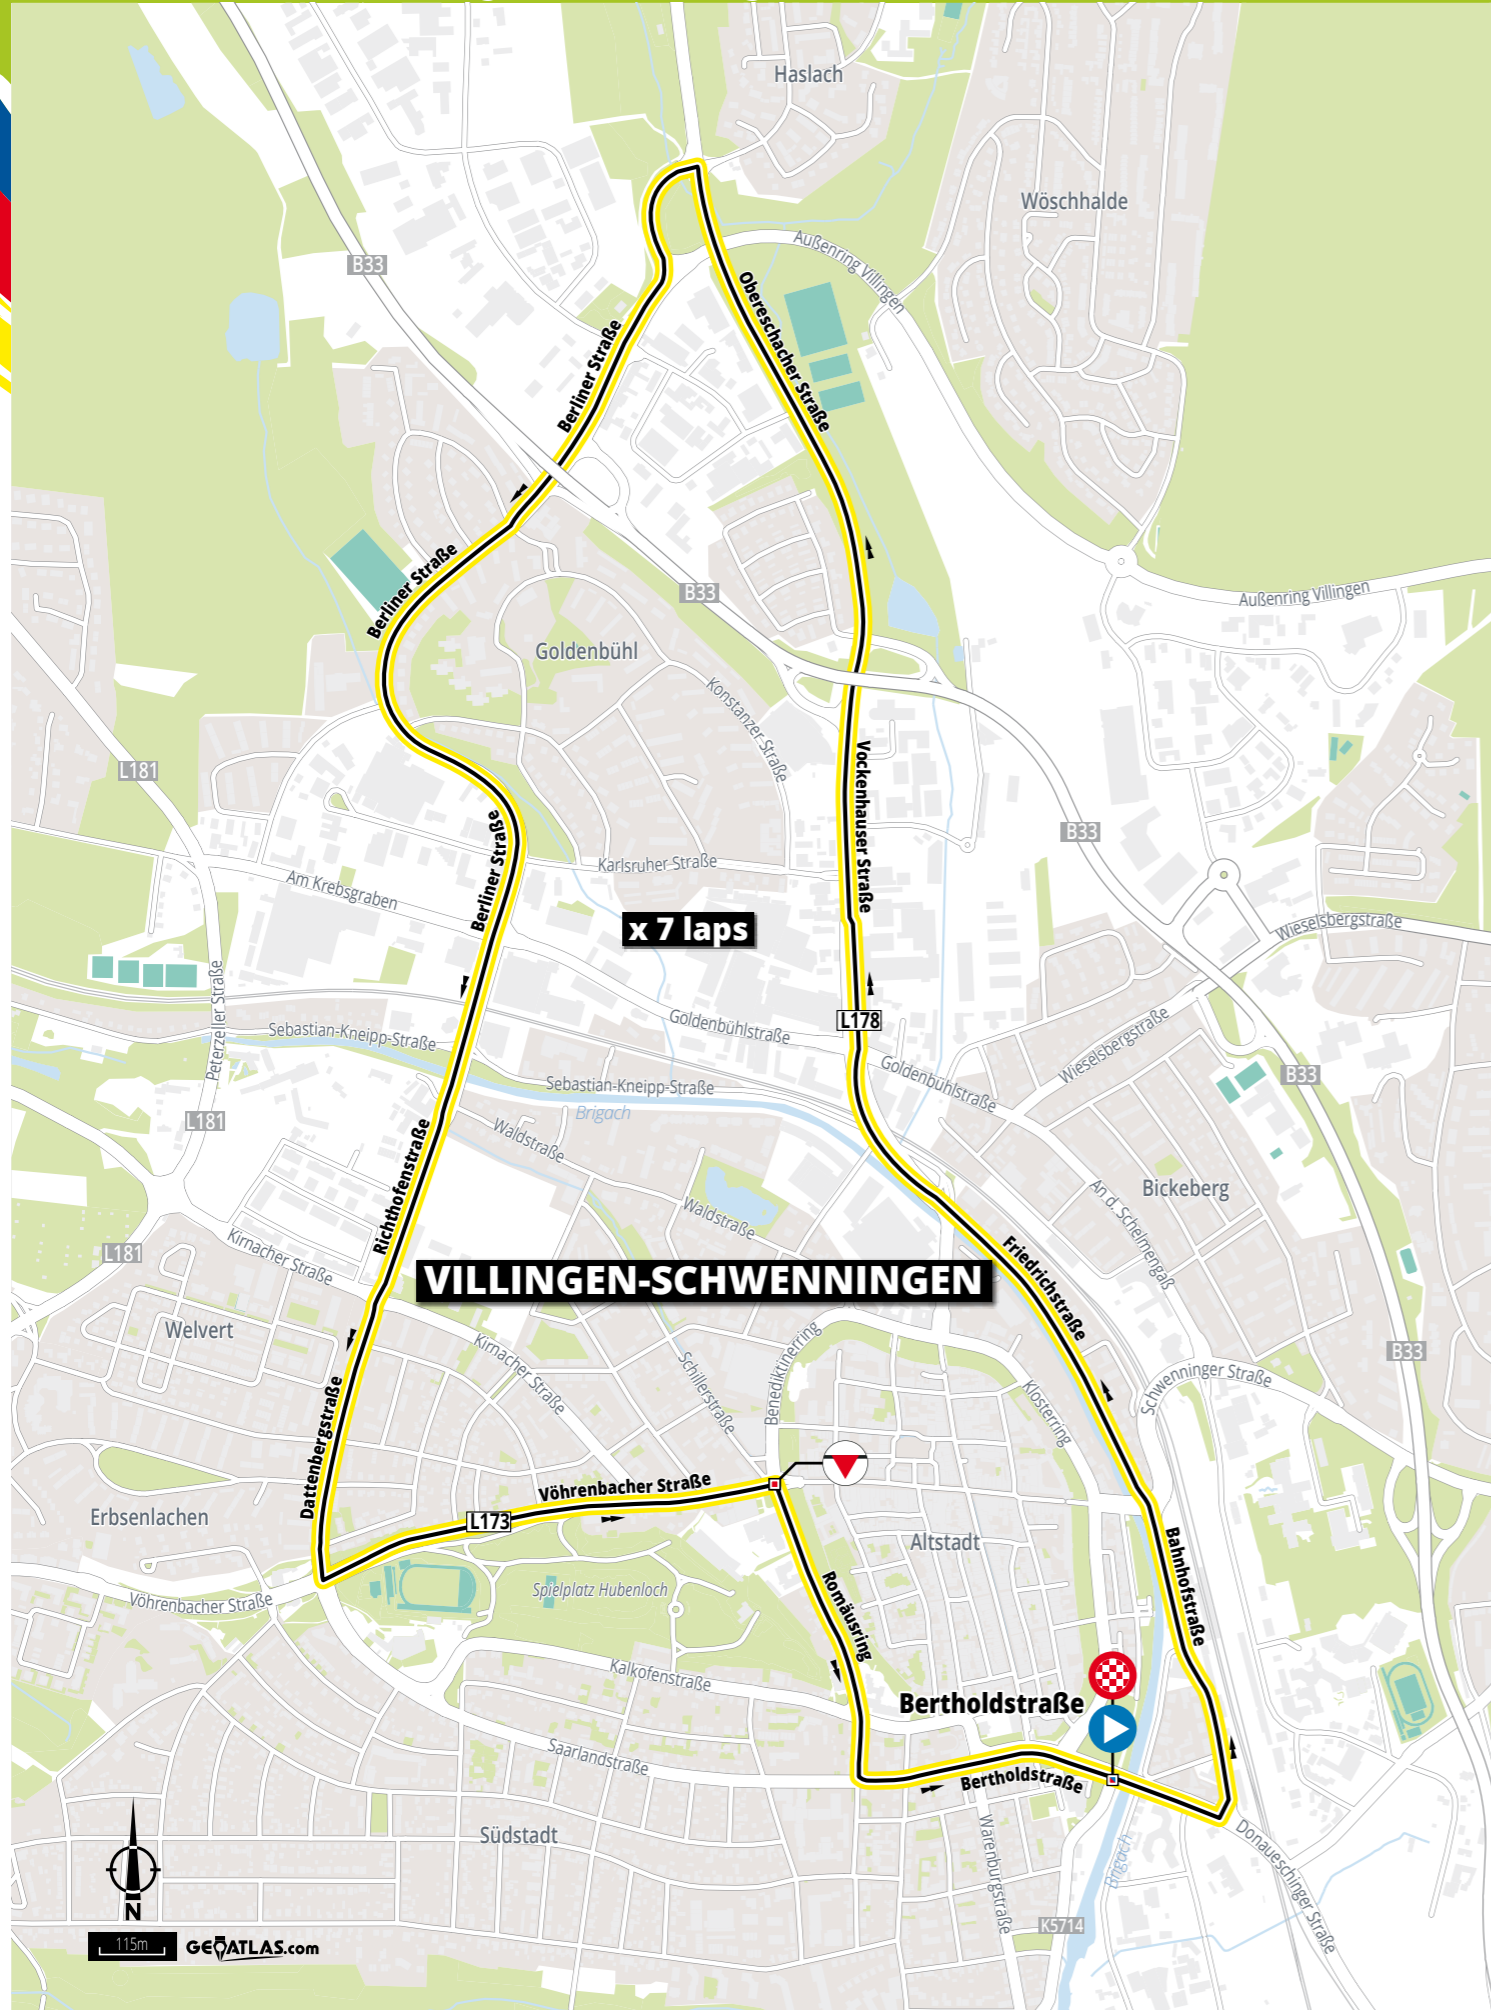 Haslach
Wöschhalde
Außenring Villingen
B33
Obereschacher Straße
Berliner Straße
Berliner Straße
B33
Außenring Villingen
Goldenbühl
Konstanzer Straße
L181
Vockenhauser Straße
B33
Berliner Straße
Karlsruher Straße
Am Krebsgraben
x 7 laps
Wieselsbergstraße
Peterzeller Straße
L178
Goldenbühlstraße
Sebastian-Kneipp-Straße
Wieselsbergstraße
Goldenbühlstraße
B33
Sebastian-Kneipp-Straße
Brigach
L181
Waldstraße
Richthofenstraße
Bickeberg
An d. Schelmengaß
Waldstraße
L181
Kirnacher Straße
Friedrichstraße
VILLINGEN-SCHWENNINGEN
Welvert
Benediktinerring
B33
Kirnacher Straße
Schillerstraße
Schwenninger Straße
Klosterring
Dattenbergstraße
Vöhrenbacher Straße
Erbsenlachen
L173
Altstadt
Bahnhofstraße
Spielplatz Hubenloch
Vöhrenbacher Straße
Romäusring
Kalkofenstraße
Bertholdstraße
Saarlandstraße
Bertholdstraße
Südstadt
Warenburgstraße
Brigach
Donaueschinger Straße
N
K5714
115m
GEOATLAS.com